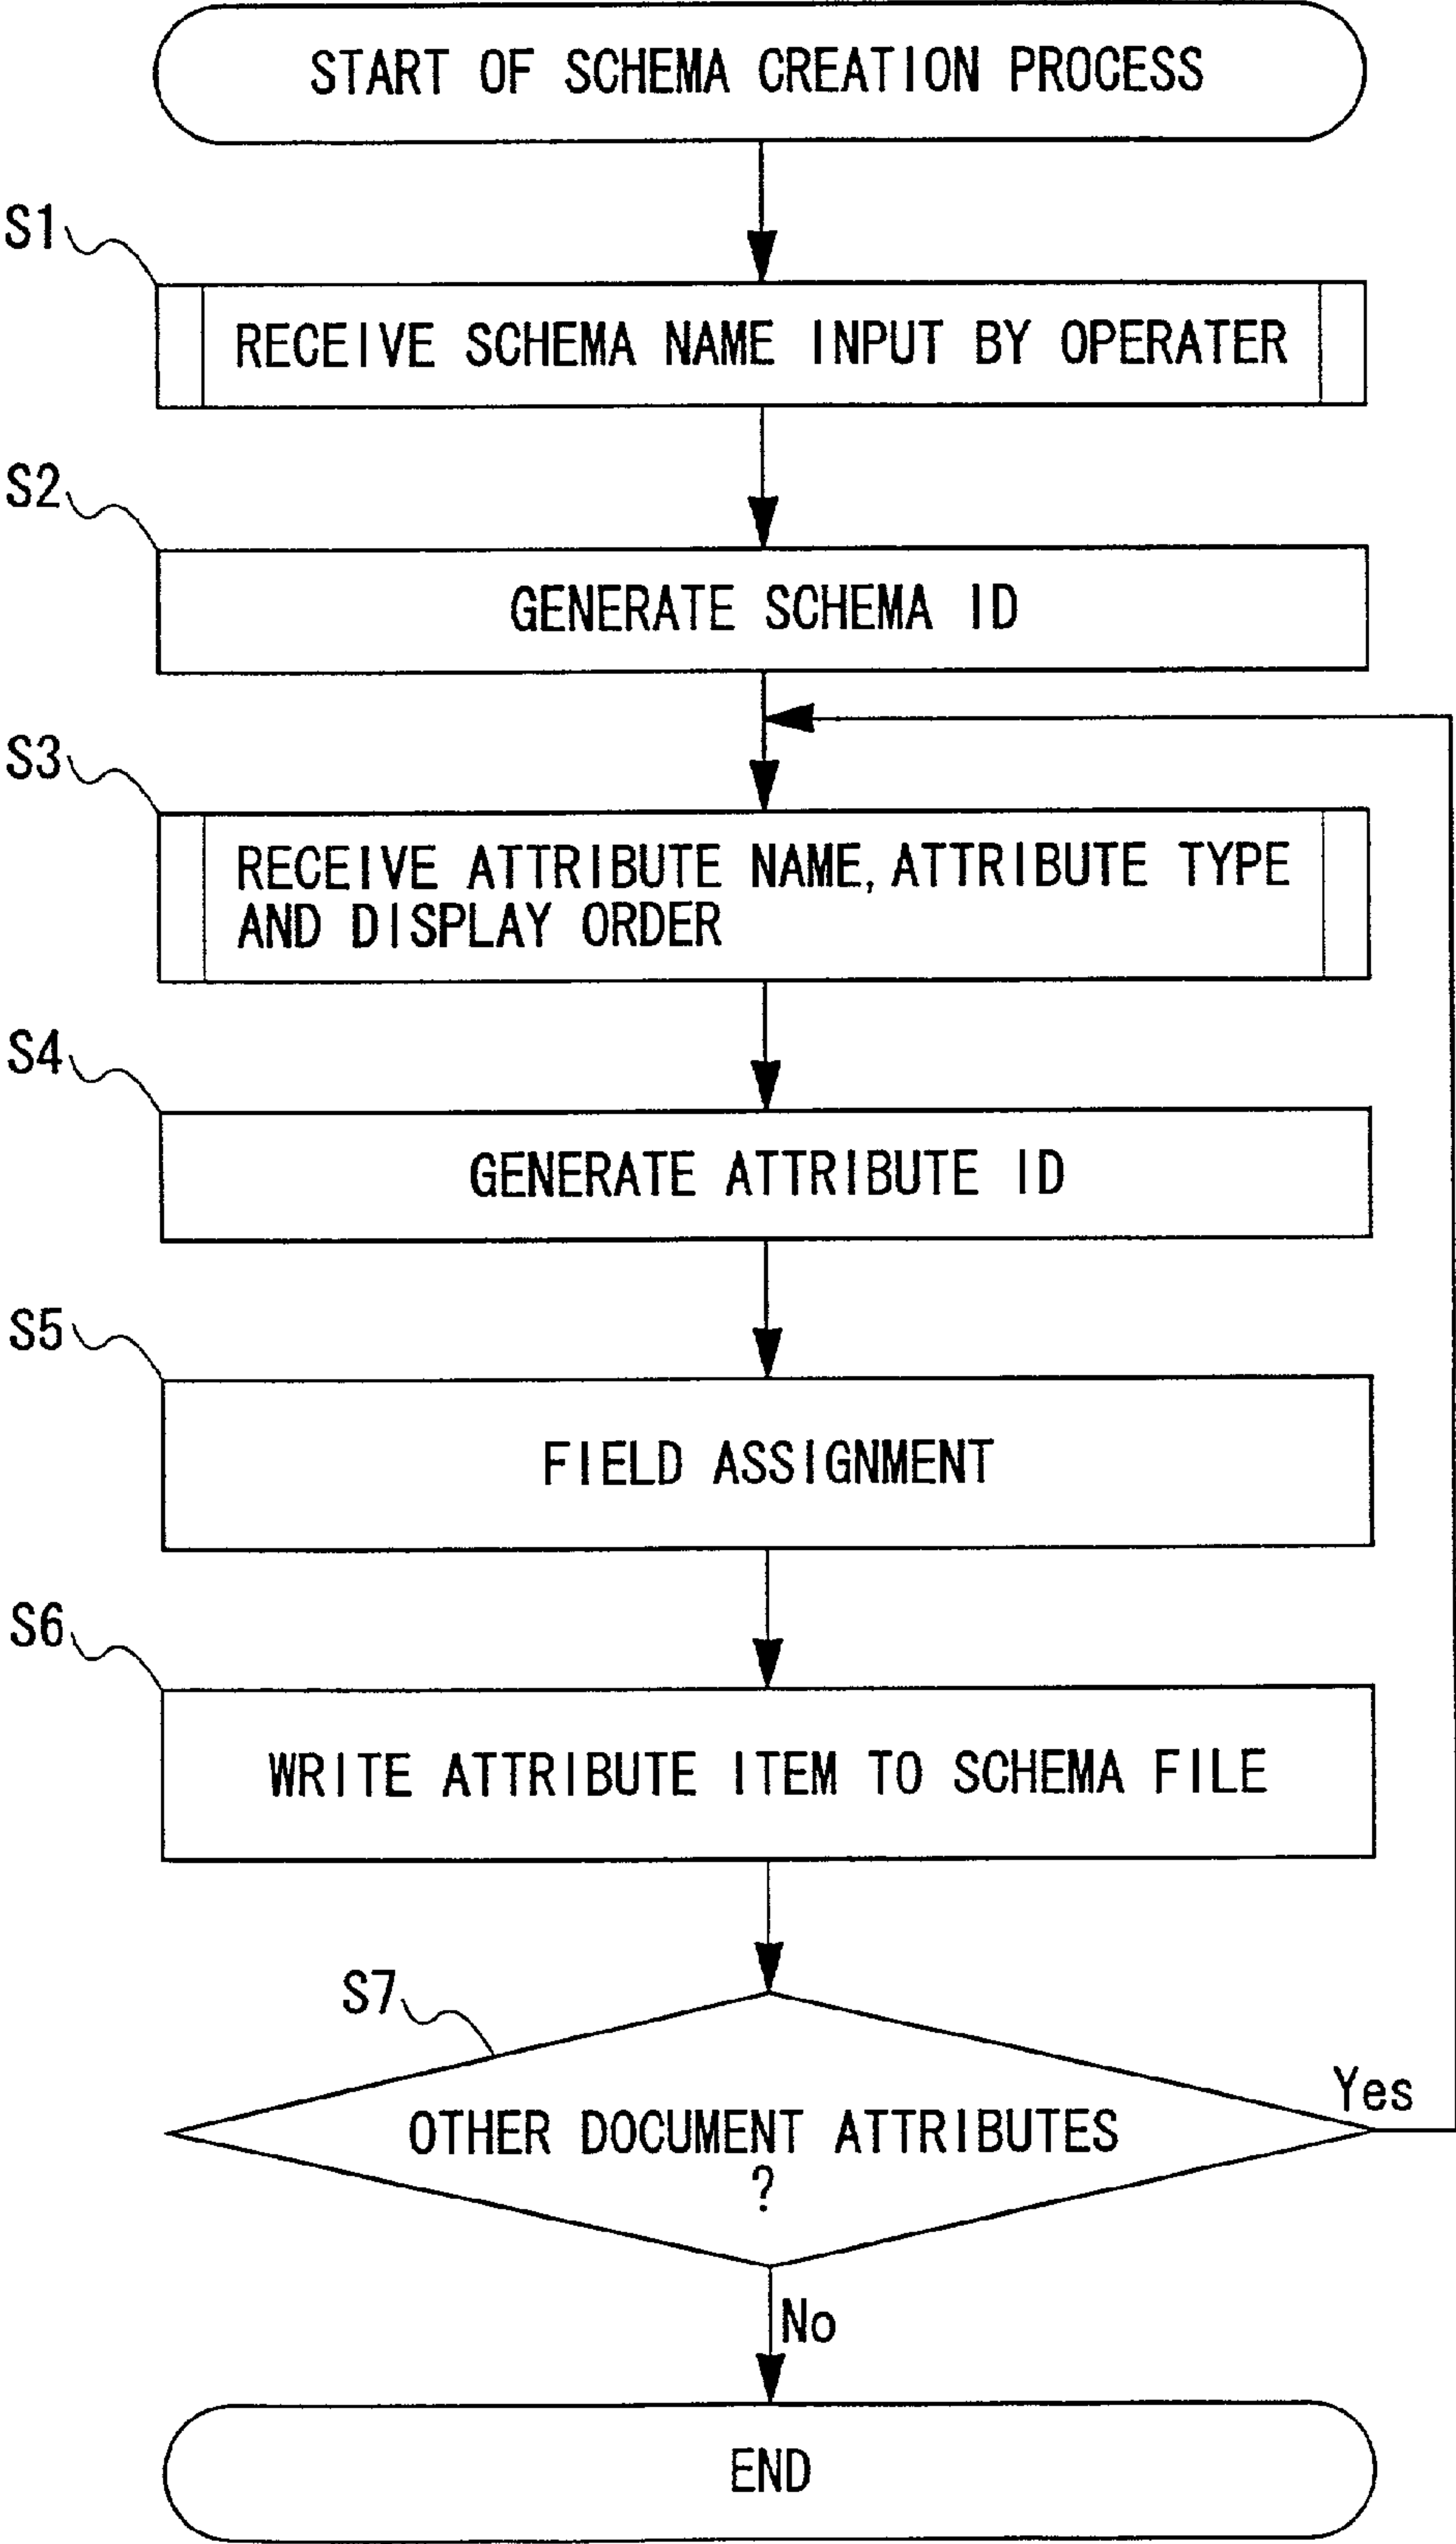 START OF SCHEMA CREATION PROCESS
S1
RECEIVE SCHEMA NAME INPUT BY OPERATER
S2
GENERATE SCHEMA ID
S3
RECEIVE ATTRIBUTE NAME, ATTRIBUTE TYPE
AND DISPLAY ORDER
S4
GENERATE ATTRIBUTE ID
S5
FIELD ASSIGNMENT
S6
WRITE ATTRIBUTE ITEM TO SCHEMA FILE
S7
Yes
OTHER DOCUMENT ATTRIBUTES
?
No
END